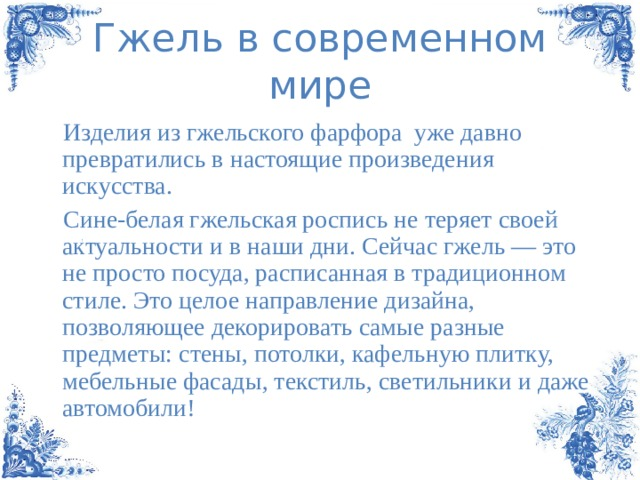 Гжель в современном
мире
Изделия из гжельского фарфора  уже давно
превратились в настоящие произведения
искусства.
Сине-белая гжельская роспись не теряет своей
актуальности и в наши дни. Сейчас гжель — это
не просто посуда, расписанная в традиционном
стиле. Это целое направление дизайна,
позволяющее декорировать самые разные
предметы: стены, потолки, кафельную плитку,
мебельные фасады, текстиль, светильники и даже
автомобили!